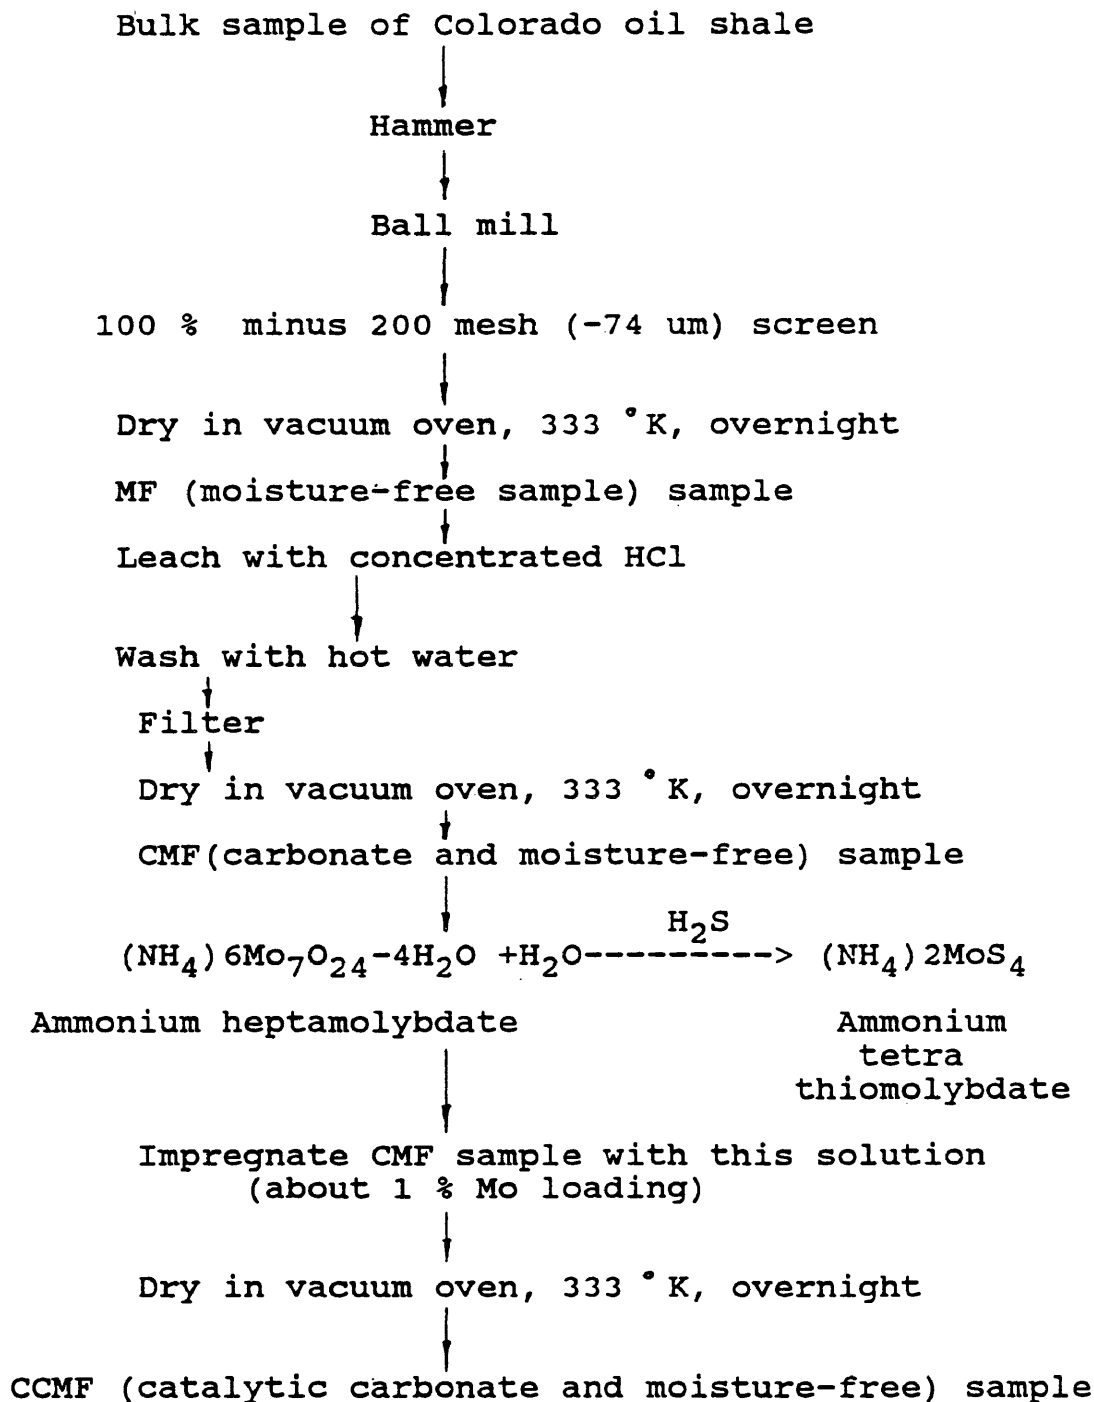 Bulk sample of Colorado oil shale
Hammer
Ball mill
100 % minus 200 mesh (-74 um) screen
Dry in vacuum oven, 333 °K, overnight
MF (moisture-free sample) sample
Leach with concentrated HCl
Wash with hot water
Filter
Dry in vacuum oven, 333 °K, overnight
CMF(carbonate and moisture-free) sample
H2S
(NH4)6Mo7O24-4H2O +H2O----------> (NH4)2MoS4
Ammonium heptamolybdate Ammonium
tetra
thiomolybdate
Impregnate CMF sample with this solution
(about 1 % Mo loading)
Dry in vacuum oven, 333 °K, overnight
CCMF (catalytic carbonate and moisture-free) sample